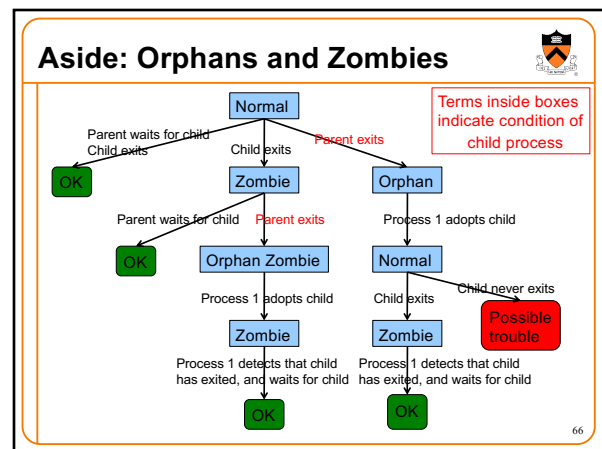 Aside: Orphans and Zombies
Normal
Terms inside boxes
indicate condition of
child process
Parent waits for child
Child exits
Child exits
Parent exits
OK
Zombie
Orphan
Parent waits for child
Parent exits
Process 1 adopts child
OK
Orphan Zombie
Normal
Process 1 adopts child
Child exits
Child never exits
Zombie
Zombie
Possible
trouble
Process 1 detects that child
has exited, and waits for child
Process 1 detects that child
has exited, and waits for child
OK
OK
66